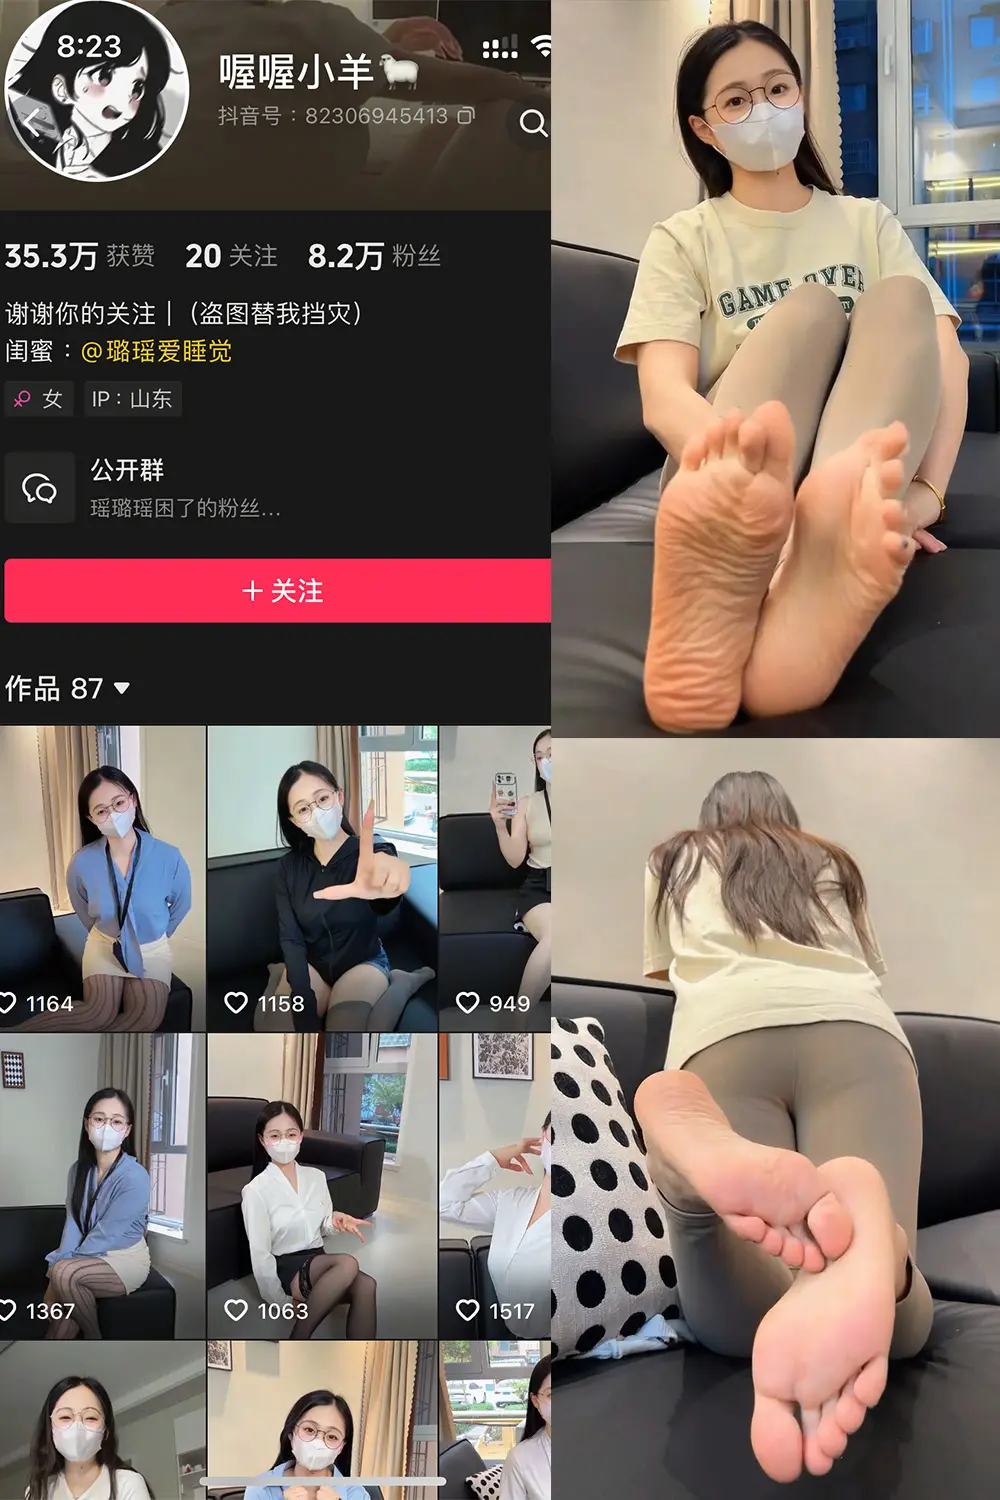 8:23
喔喔小羊🐑
抖音号：82306945413
35.3万 获赞 20 关注 8.2万 粉丝
谢谢你的关注｜（盗图替我挡灾）
闺蜜：@璐瑶爱睡觉
女 IP：山东
公开群
瑶璐瑶困了的粉丝...
＋关注
作品 87
1164
1158
949
1367
1063
1517
GAME OVER